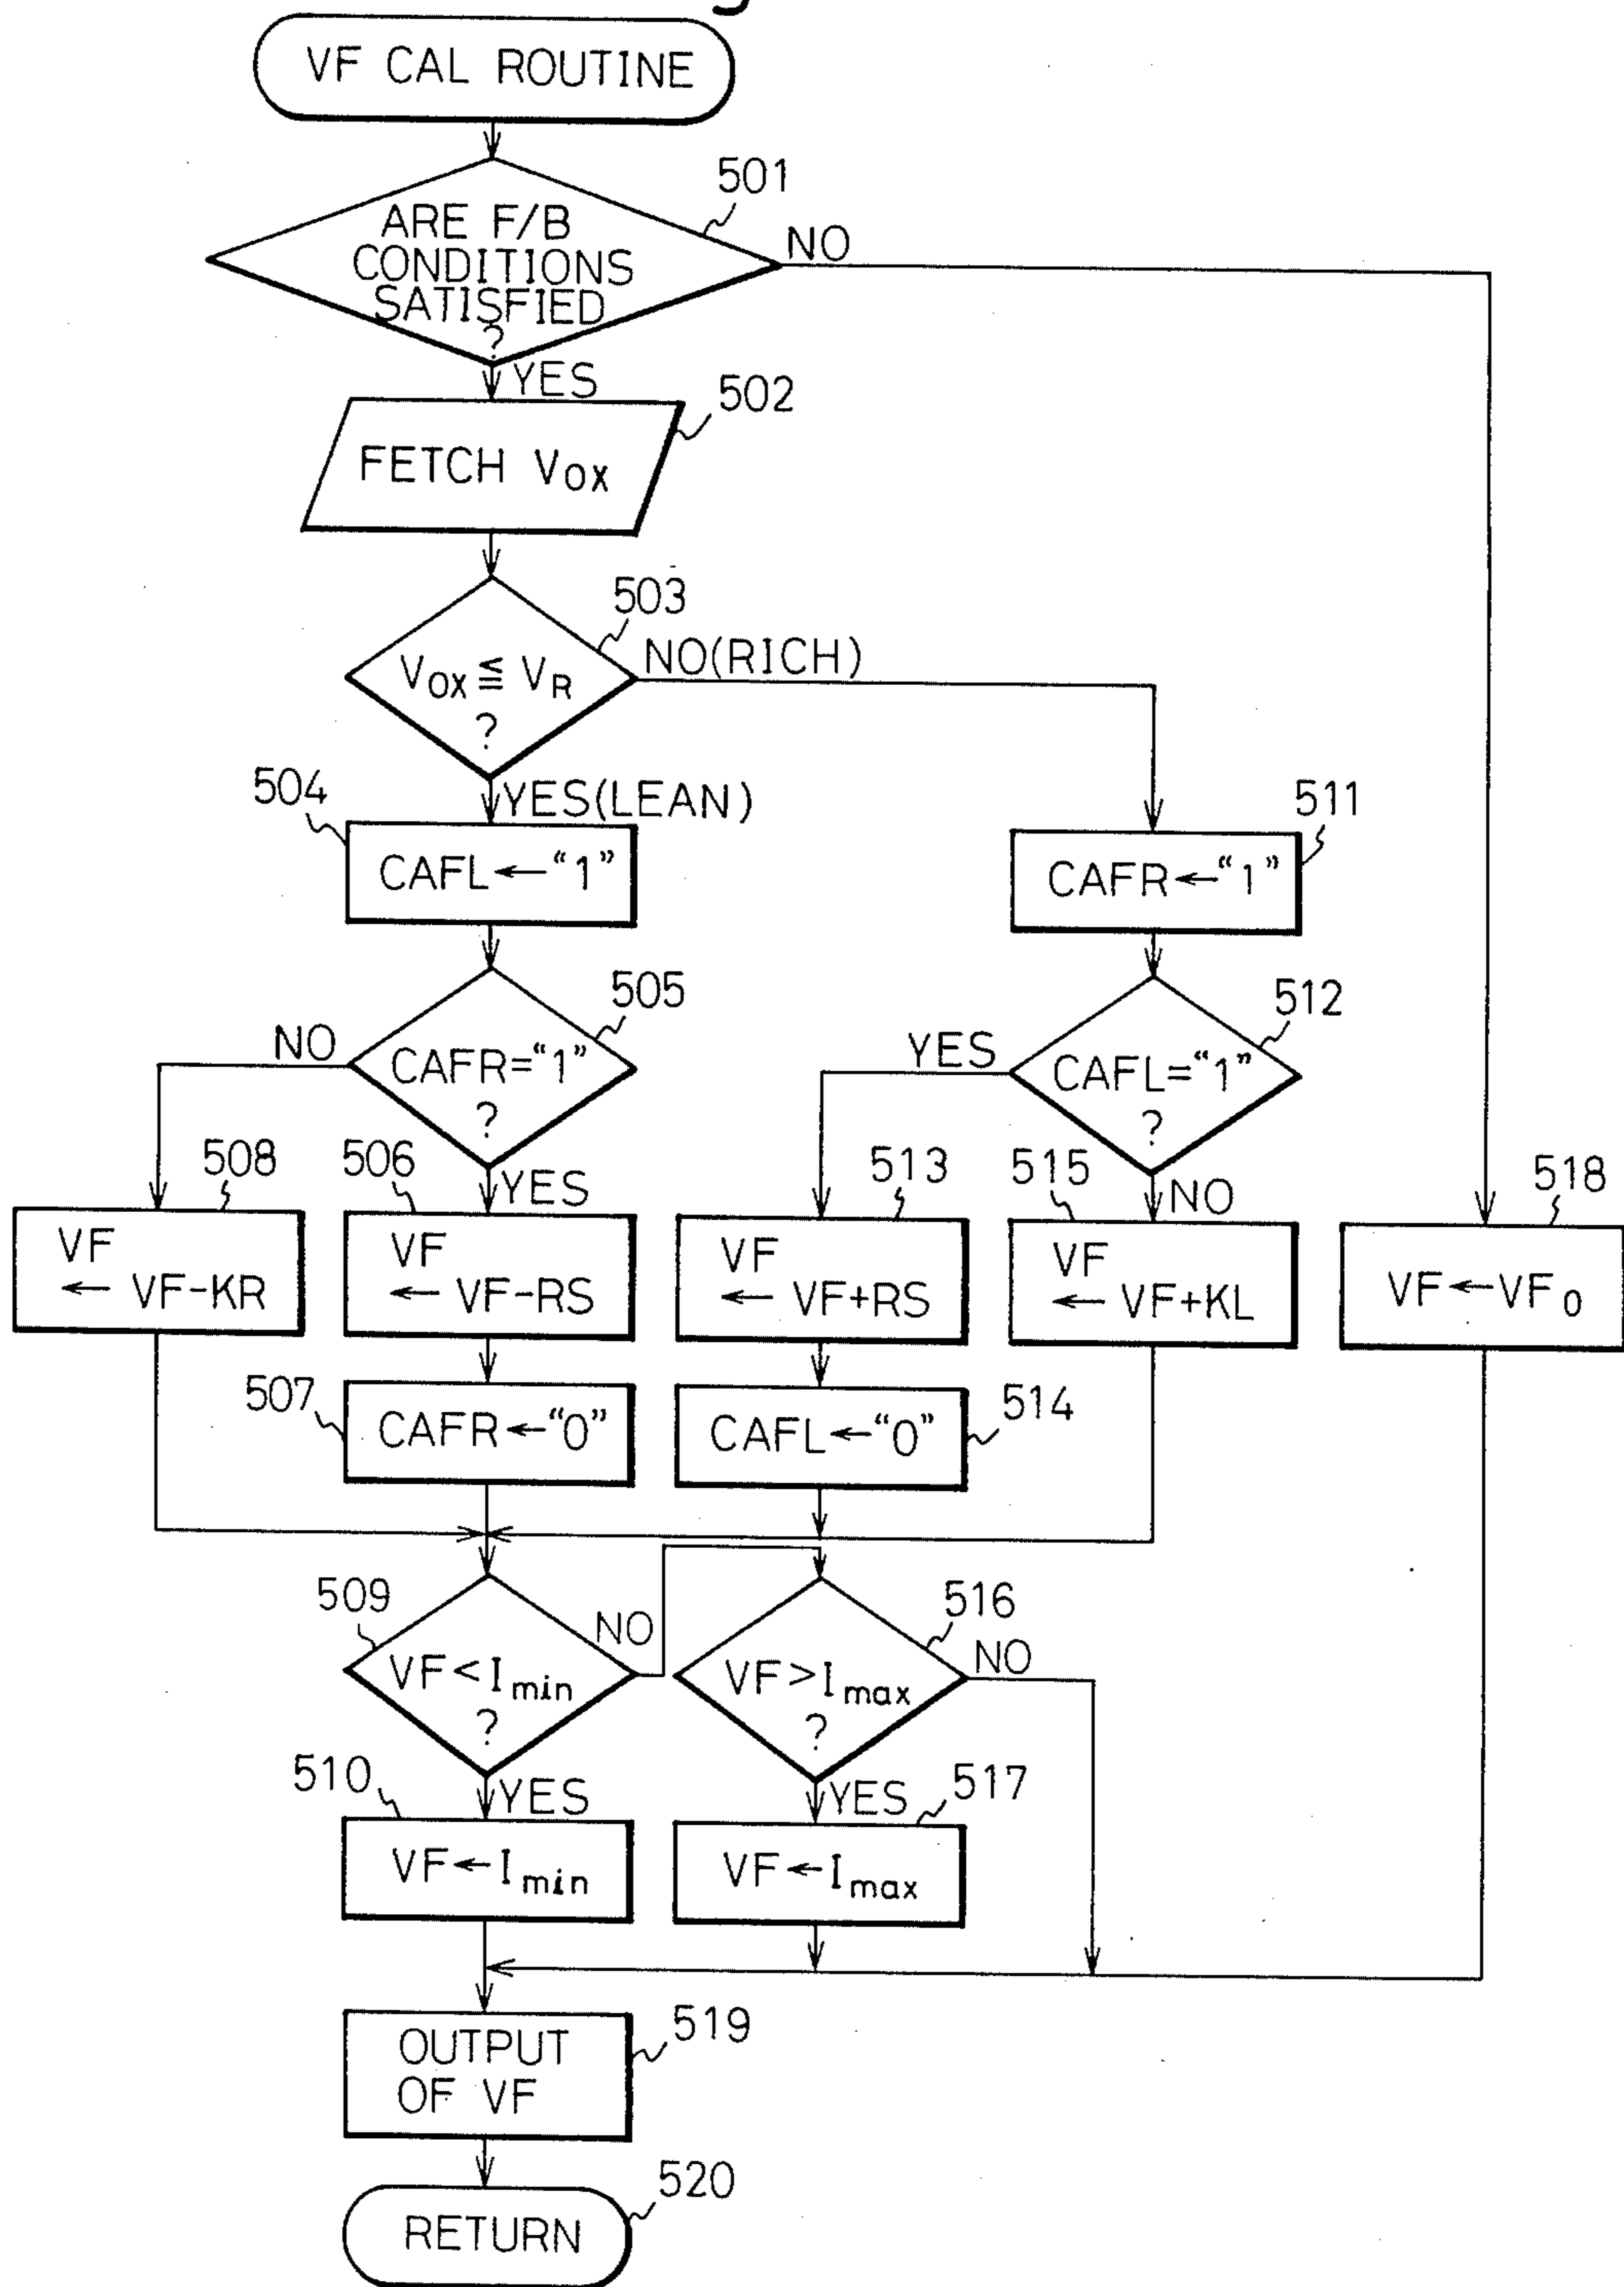 VF CAL ROUTINE
501
ARE F/B
CONDITIONS
SATISFIED
?
NO
YES
502
FETCH VOX
503
VOX ≦ VR
?
NO(RICH)
YES(LEAN)
504
CAFL←“1”
511
CAFR←“1”
505
CAFR=“1”
?
NO
YES
512
CAFL=“1”
?
YES
NO
508
VF
← VF-KR
506
VF
← VF-RS
513
VF
← VF+RS
515
VF
← VF+KL
518
VF←VF0
507
CAFR←“0”
514
CAFL←“0”
509
VF<Imin
?
NO
YES
516
VF>Imax
?
NO
YES
510
VF←Imin
517
VF←Imax
519
OUTPUT
OF VF
520
RETURN